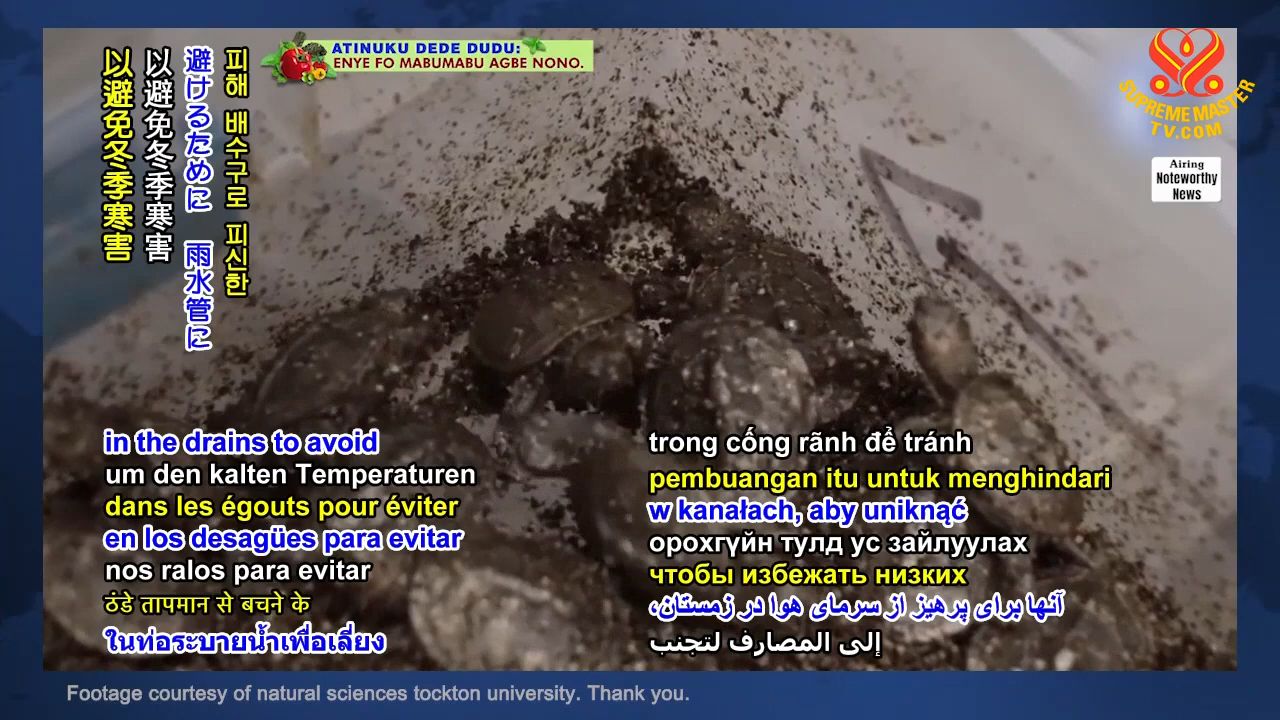 以避免冬季寒害
以避免冬季寒害
避けるために 雨水管に
피해 배수구로 피신한
ATINUKU DEDE DUDU:
ENYE FO MABUMABU AGBE NONO.
SUPREME MASTER
TV.COM
Airing
Noteworthy
News
in the drains to avoid
um den kalten Temperaturen
dans les égouts pour éviter
en los desagües para evitar
nos ralos para evitar
ठंडे तापमान से बचने के
ในท่อระบายน้ำเพื่อเลี่ยง
trong cống rãnh để tránh
pembuangan itu untuk menghindari
w kanałach, aby uniknąć
орохгүйн тулд ус зайлуулах
чтобы избежать низких
آنها برای پرهیز از سرمای هوا در زمستان،
إلى المصارف لتجنب
Footage courtesy of natural sciences tockton university. Thank you.